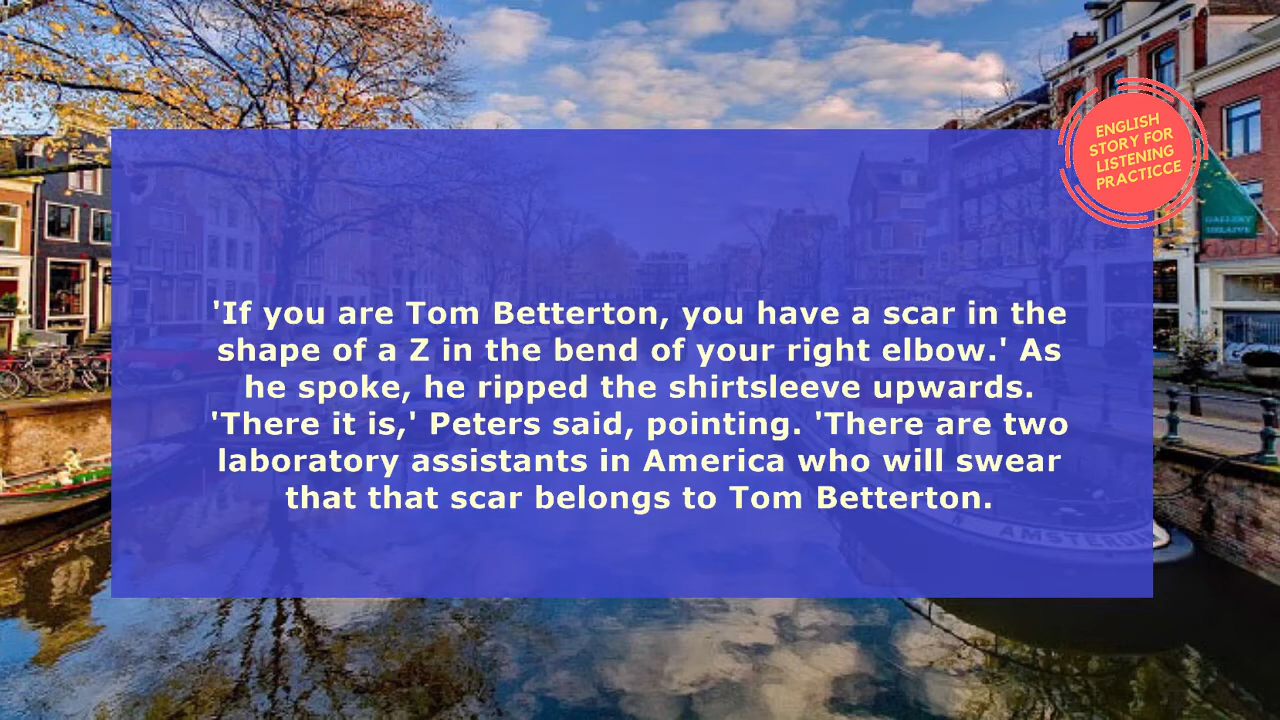 'If you are Tom Betterton, you have a scar in the
shape of a Z in the bend of your right elbow.' As
he spoke, he ripped the shirtsleeve upwards.
'There it is,' Peters said, pointing. 'There are two
laboratory assistants in America who will swear
that that scar belongs to Tom Betterton.
ENGLISH
STORY FOR
LISTENING
PRACTICCE
GALLERY
AMSTERDAM